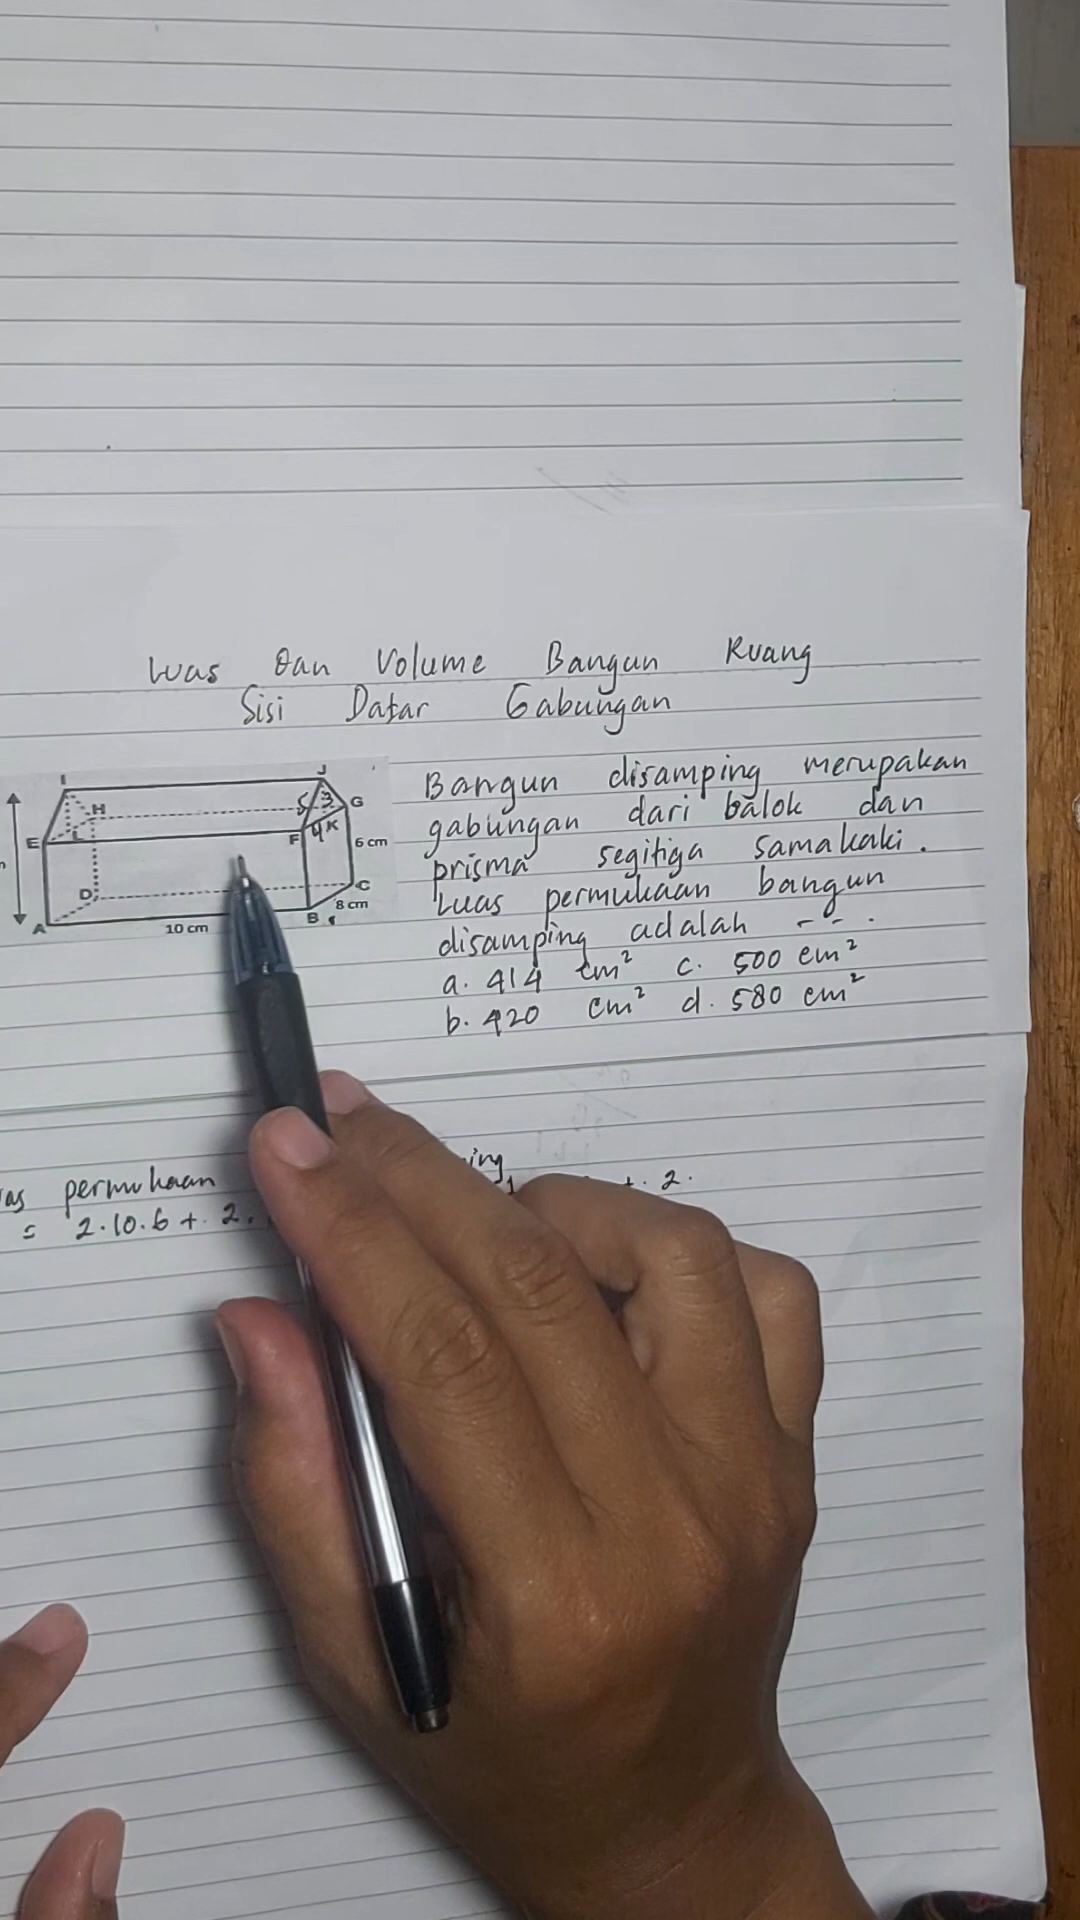 Luas Dan Volume Bangun Ruang
Sisi Datar Gabungan
I
J
H
5
3
G
E
L
F
4
K
6 cm
D
C
8 cm
A
10 cm
B
Bangun disamping merupakan
gabungan dari balok dan
prisma segitiga samakaki.
Luas permukaan bangun
disamping adalah - - .
a. 414 cm² c. 500 cm²
b. 420 cm² d. 580 cm²
permukaan
= 2.10.6 + 2.
+. 2.